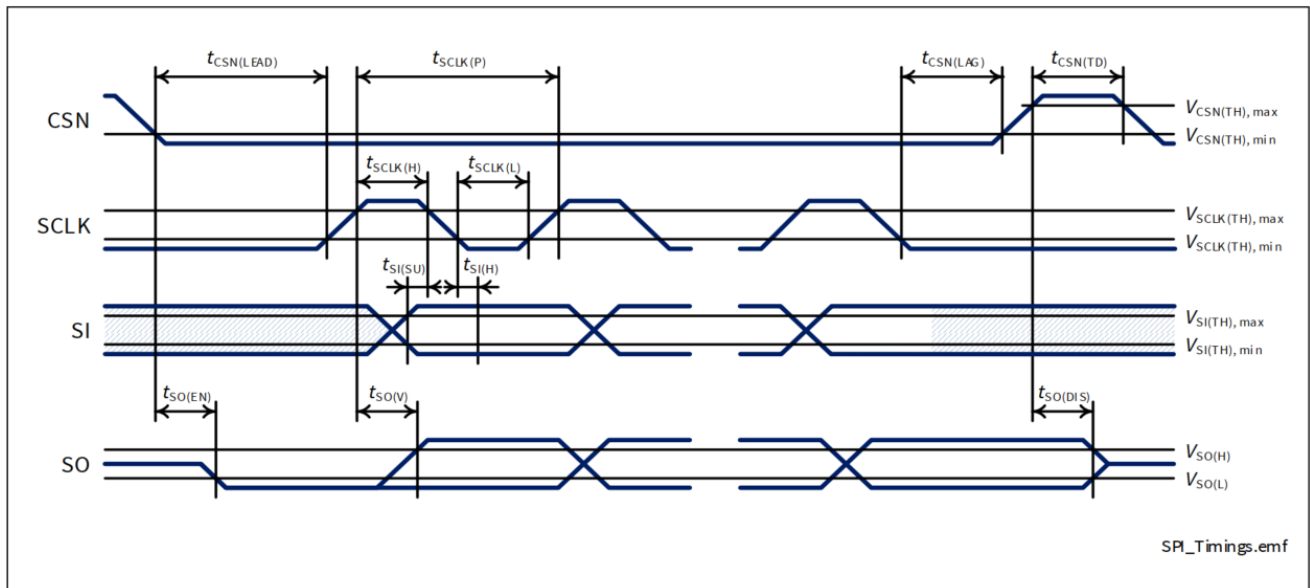 tCSN(LEAD) tSCLK(P) tCSN(LAG) tCSN(TD)
CSN
VCSN(TH), max
VCSN(TH), min
tSCLK(H) tSCLK(L)
SCLK
VSCLK(TH), max
VSCLK(TH), min
tSI(SU) tSI(H)
SI
VSI(TH), max
VSI(TH), min
tSO(EN) tSO(V) tSO(DIS)
SO
VSO(H)
VSO(L)
SPI_Timings.emf